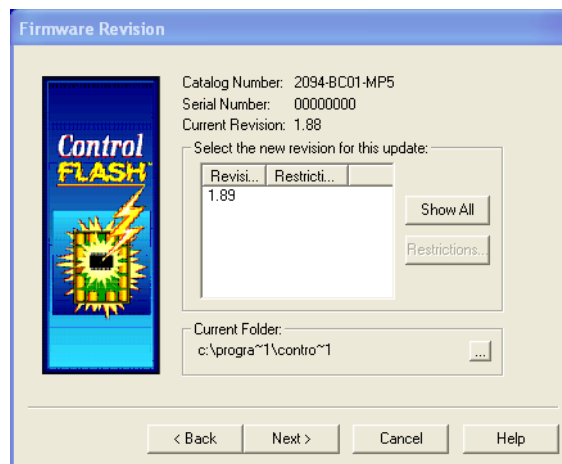 Firmware Revision
Control
FLASH
Catalog Number: 2094-BC01-MP5
Serial Number: 00000000
Current Revision: 1.88
Select the new revision for this update:
Revisi... Restricti...
1.89
Show All
Restrictions...
Current Folder:
c:\progra~1\contro~1
...
< Back Next > Cancel Help